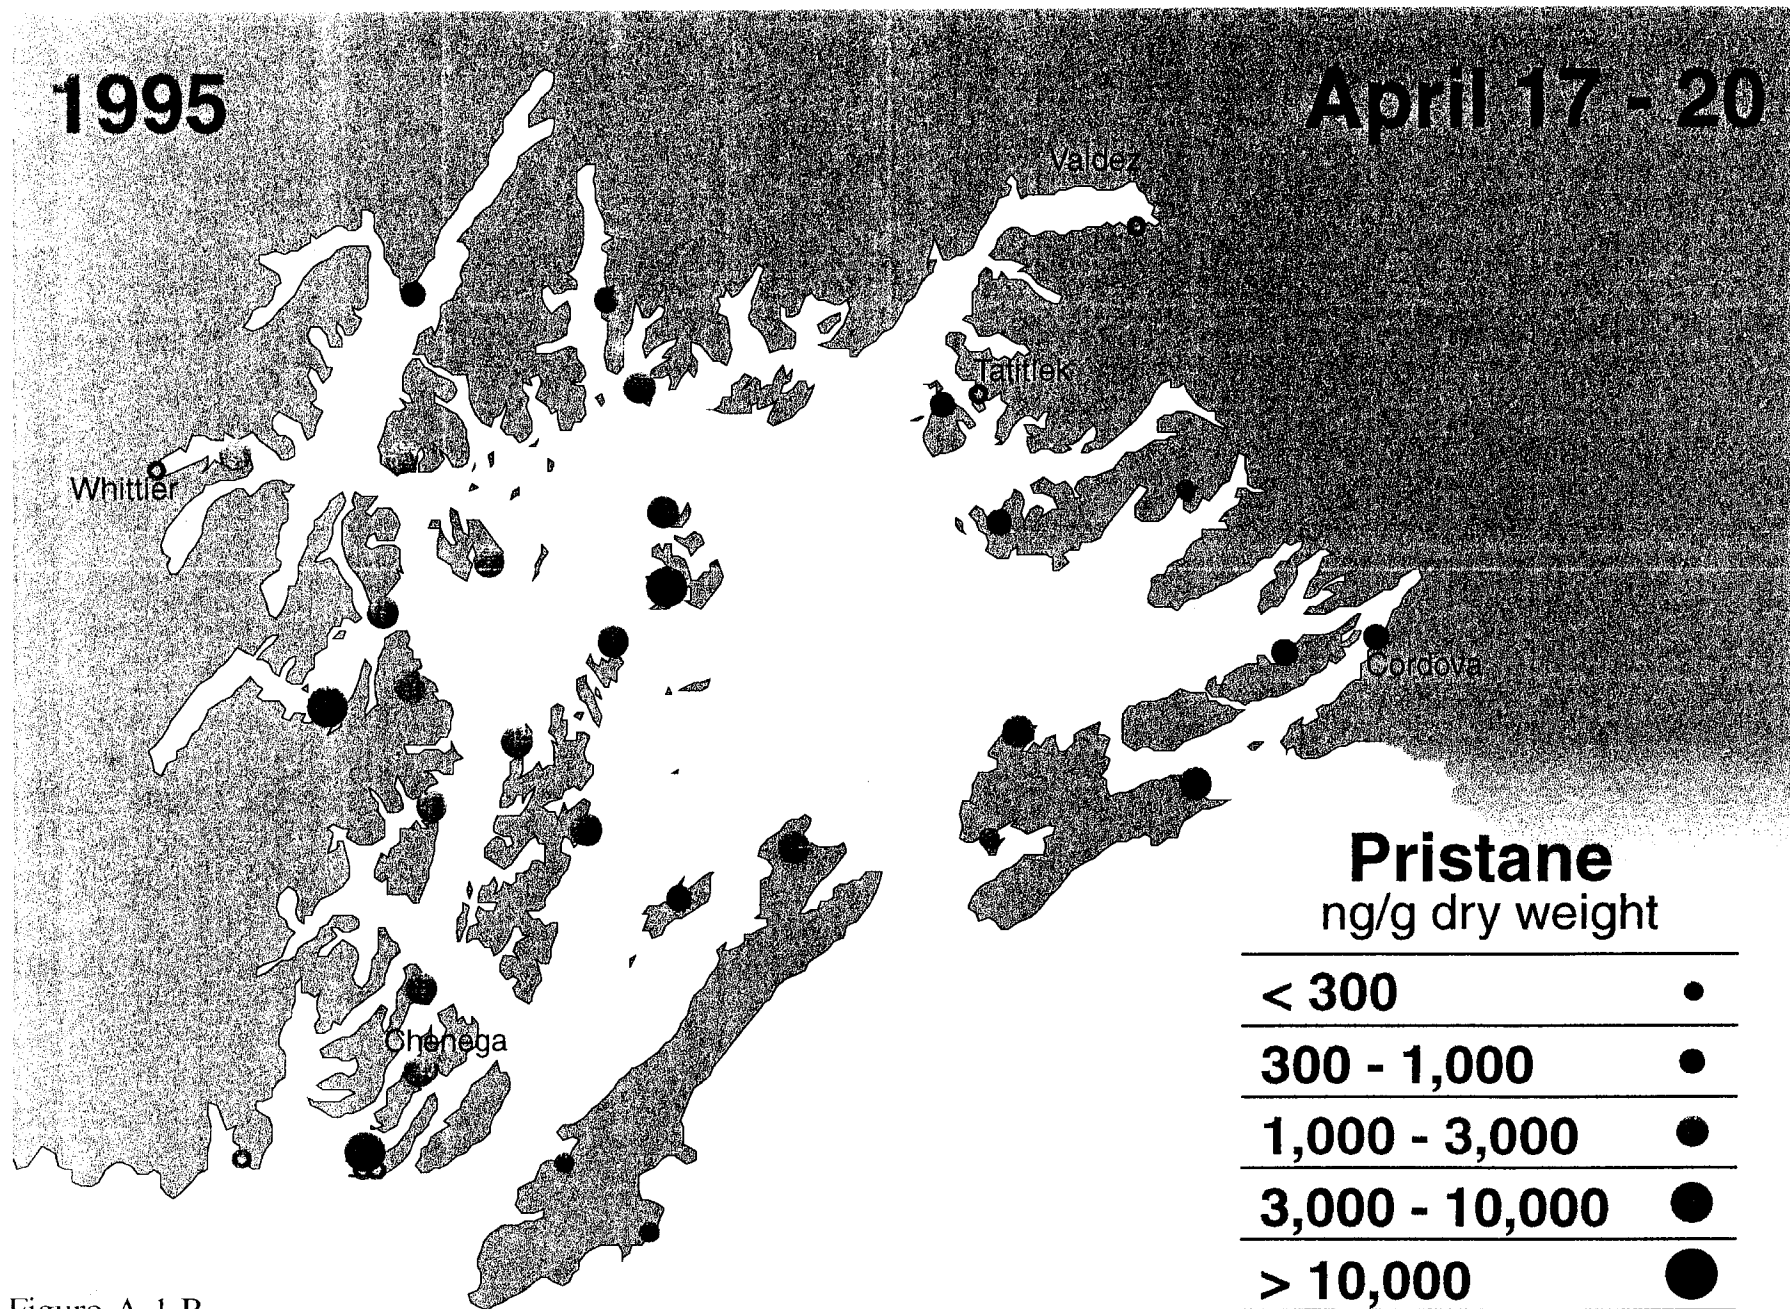 1995
April 17 - 20
Valdez
Tatitlek
Whittier
Cordova
Chenega
Pristane
ng/g dry weight
< 300
300 - 1,000
1,000 - 3,000
3,000 - 10,000
> 10,000
Figure A.1.B